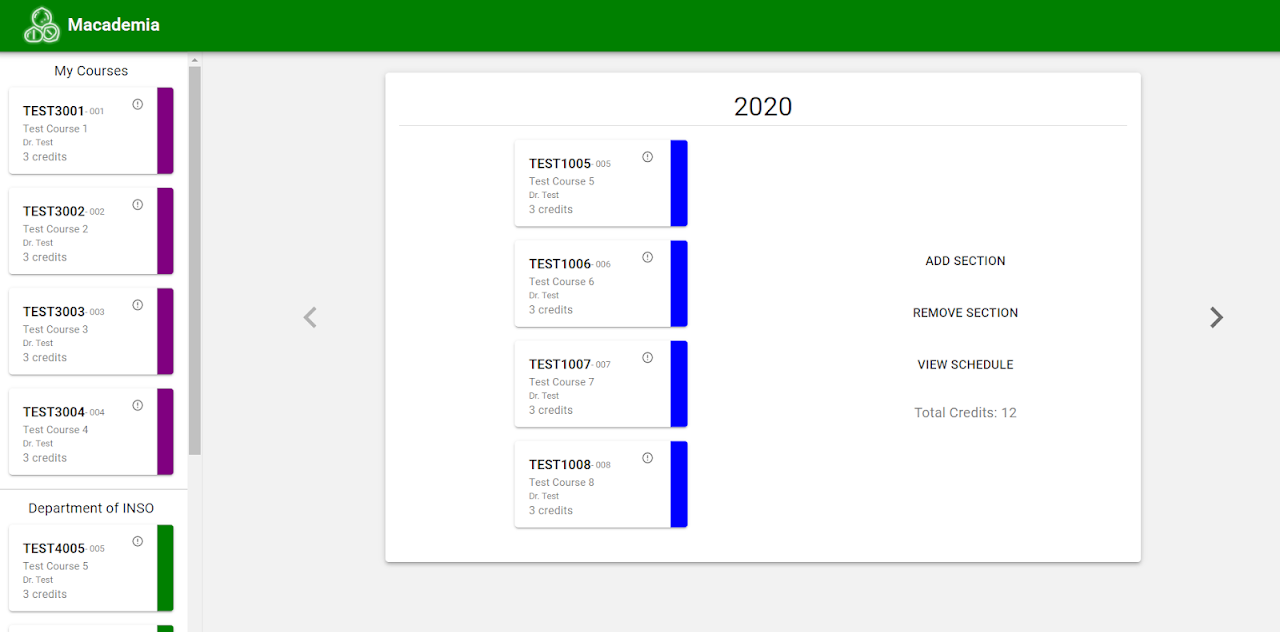 Macademia
My Courses
TEST3001 - 001
Test Course 1
Dr. Test
3 credits
TEST3002 - 002
Test Course 2
Dr. Test
3 credits
TEST3003 - 003
Test Course 3
Dr. Test
3 credits
TEST3004 - 004
Test Course 4
Dr. Test
3 credits
Department of INSO
TEST4005 - 005
Test Course 5
Dr. Test
3 credits
2020
TEST1005 - 005
Test Course 5
Dr. Test
3 credits
TEST1006 - 006
Test Course 6
Dr. Test
3 credits
TEST1007 - 007
Test Course 7
Dr. Test
3 credits
TEST1008 - 008
Test Course 8
Dr. Test
3 credits
ADD SECTION
REMOVE SECTION
VIEW SCHEDULE
Total Credits: 12